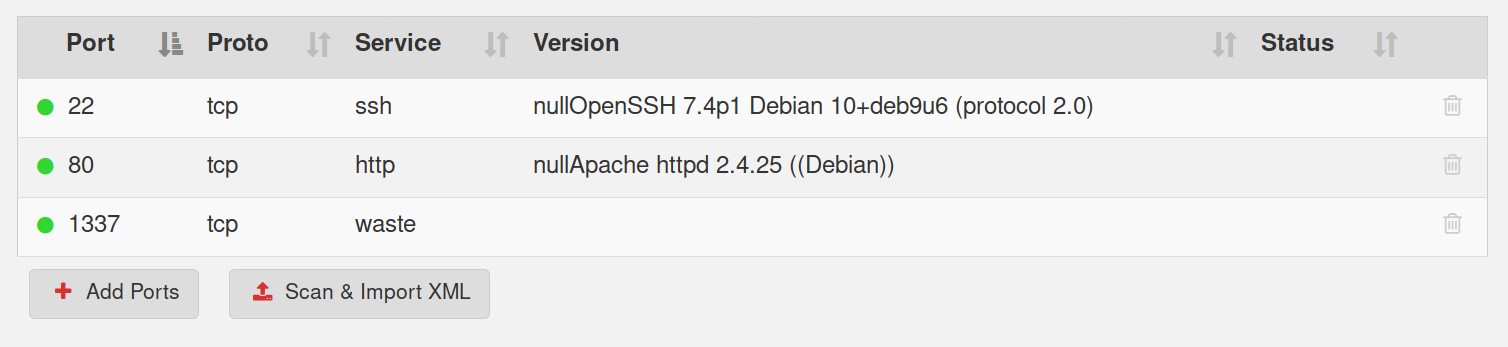 Port Proto Service Version Status
22 tcp ssh nullOpenSSH 7.4p1 Debian 10+deb9u6 (protocol 2.0)
80 tcp http nullApache httpd 2.4.25 ((Debian))
1337 tcp waste
Add Ports Scan & Import XML